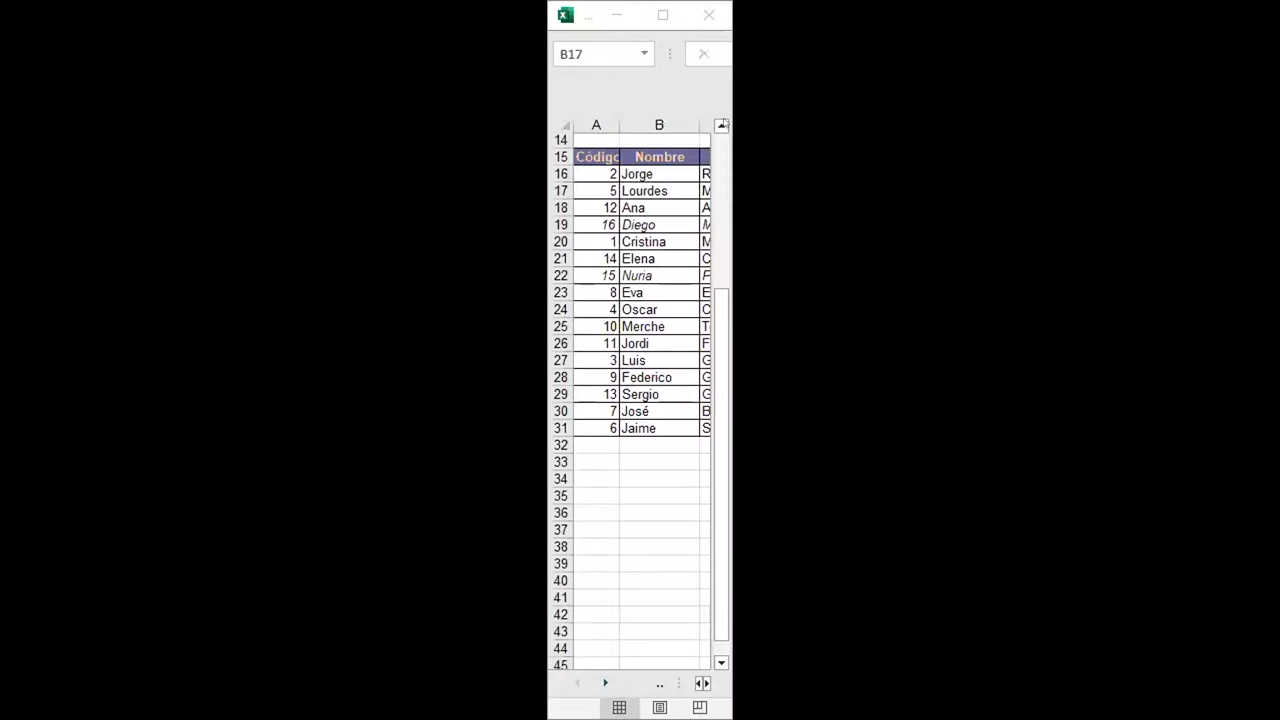 ...
B17
A B
14
15 Código Nombre
16 2 Jorge R
17 5 Lourdes M
18 12 Ana A
19 16 Diego M
20 1 Cristina M
21 14 Elena C
22 15 Nuria F
23 8 Eva E
24 4 Oscar C
25 10 Merche T
26 11 Jordi F
27 3 Luis G
28 9 Federico G
29 13 Sergio G
30 7 José B
31 6 Jaime S
32
33
34
35
36
37
38
39
40
41
42
43
44
45
..